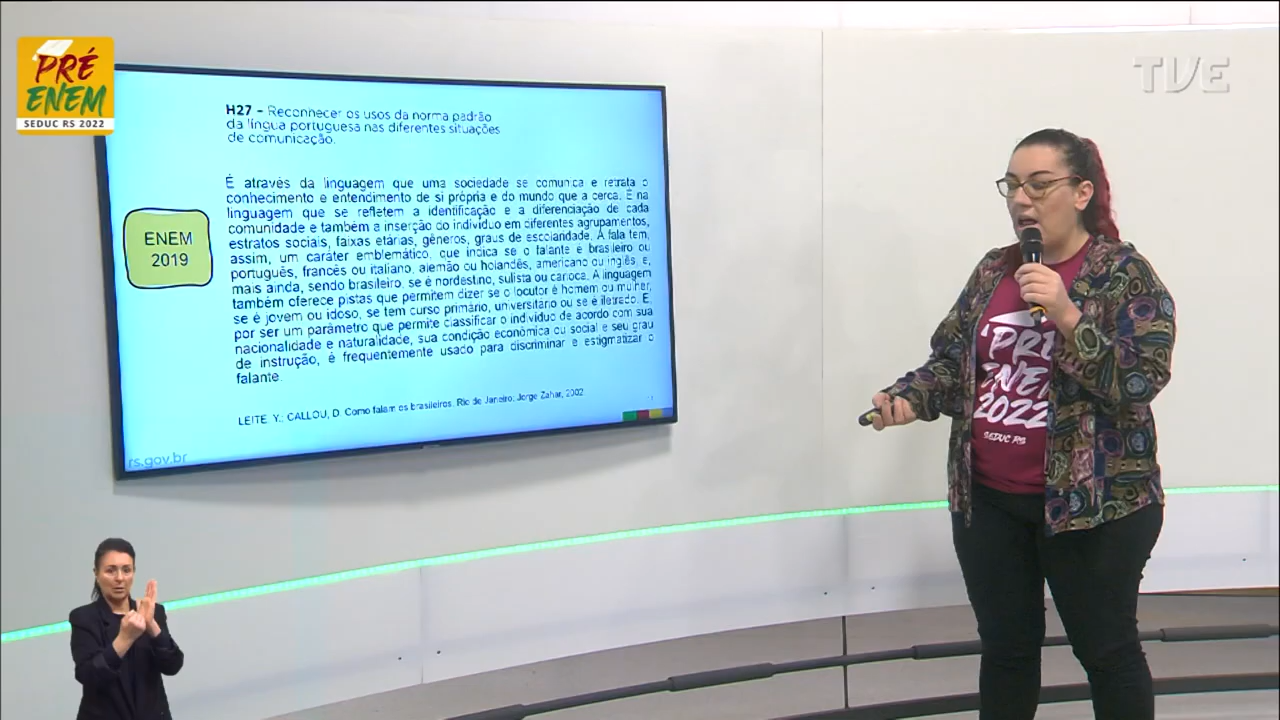 PRÉ
ENEM
SEDUC RS 2022
TVE
H27 – Reconhecer os usos da norma padrão
da língua portuguesa nas diferentes situações
de comunicação.
ENEM
2019
É através da linguagem que uma sociedade se comunica e retrata o
conhecimento e entendimento de si própria e do mundo que a cerca. É na
linguagem que se refletem a identificação e a diferenciação de cada
comunidade e também a inserção do indivíduo em diferentes agrupamentos,
estratos sociais, faixas etárias, gêneros, graus de escolaridade. A fala tem,
assim, um caráter emblemático, que indica se o falante é brasileiro ou
português, francês ou italiano, alemão ou holandês, americano ou inglês, e,
mais ainda, sendo brasileiro, se é nordestino, sulista ou carioca. A linguagem
também oferece pistas que permitem dizer se o locutor é homem ou mulher,
se é jovem ou idoso, se tem curso primário, universitário ou se é iletrado. E,
por ser um parâmetro que permite classificar o indivíduo de acordo com sua
nacionalidade e naturalidade, sua condição econômica ou social e seu grau
de instrução, é frequentemente usado para discriminar e estigmatizar o
falante.
LEITE, Y.; CALLOU, D. Como falam os brasileiros. Rio de Janeiro: Jorge Zahar, 2002.
rs.gov.br
PRÉ
ENEM
2022
SEDUC RS